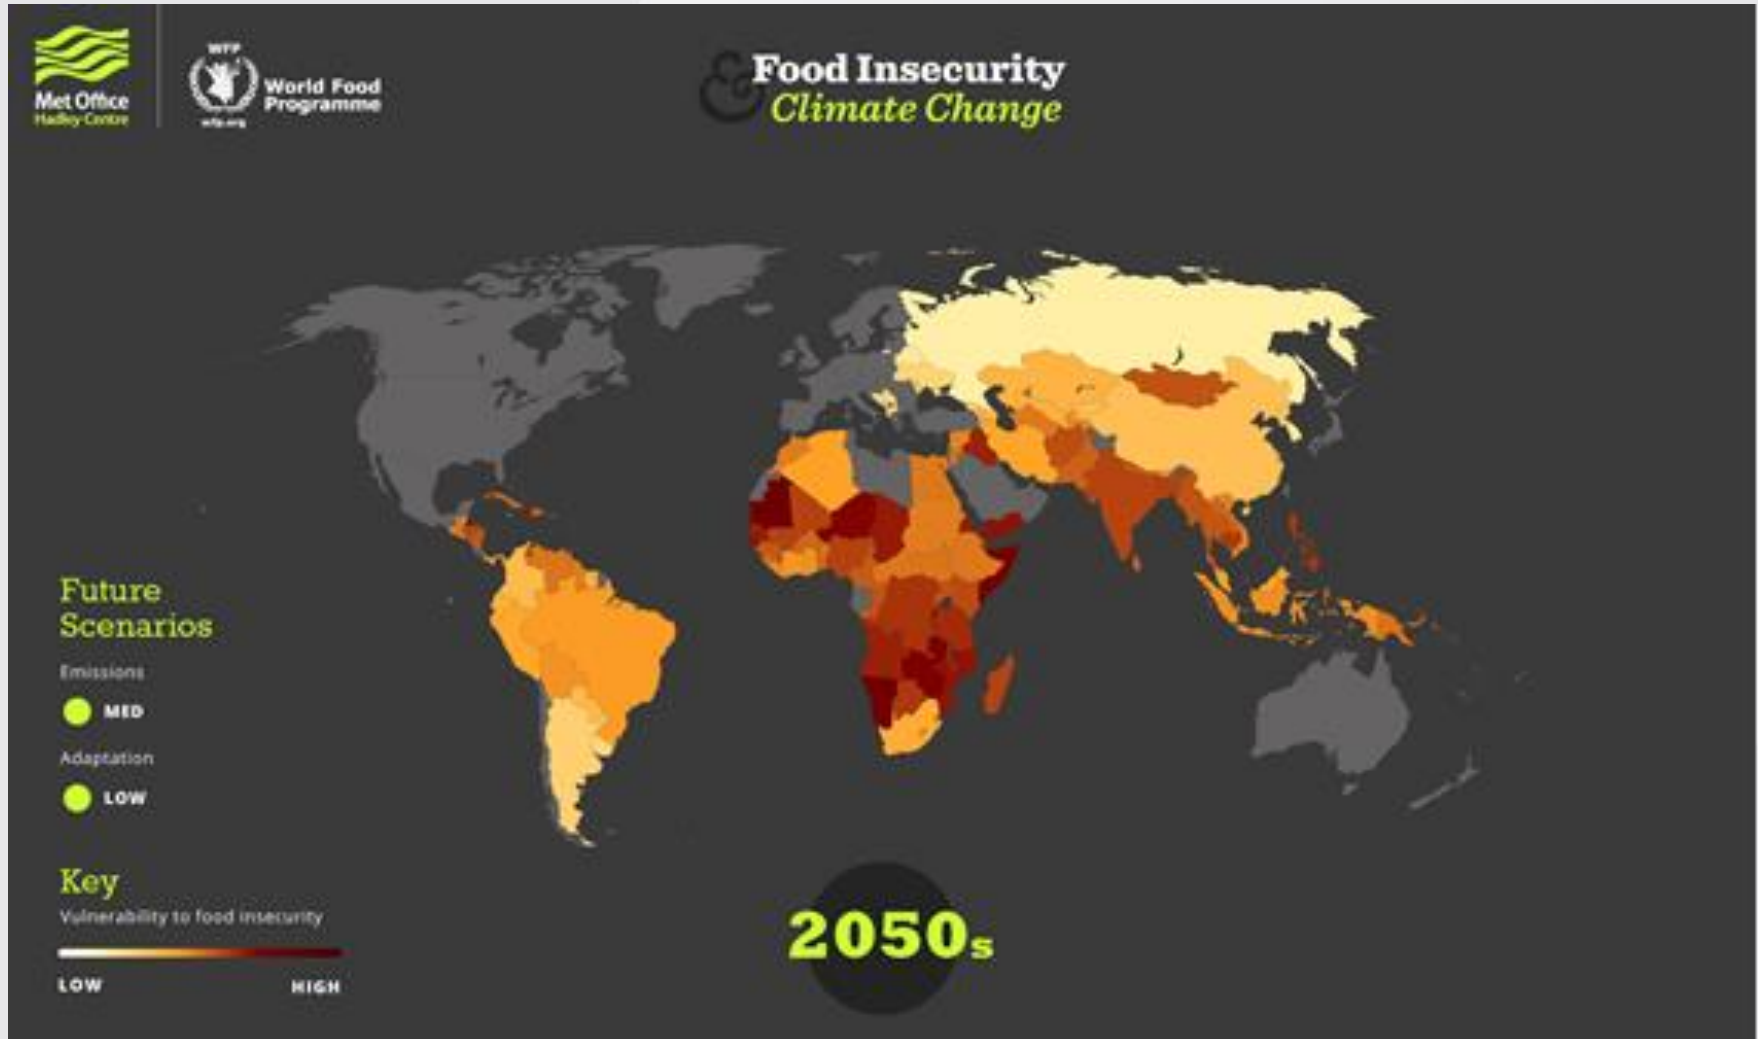 Met Office
Hadley Centre
WFP
wfp.org
World Food
Programme
& Food Insecurity
Climate Change
Future
Scenarios
Emissions
MED
Adaptation
LOW
Key
Vulnerability to food insecurity
LOW
HIGH
2050s